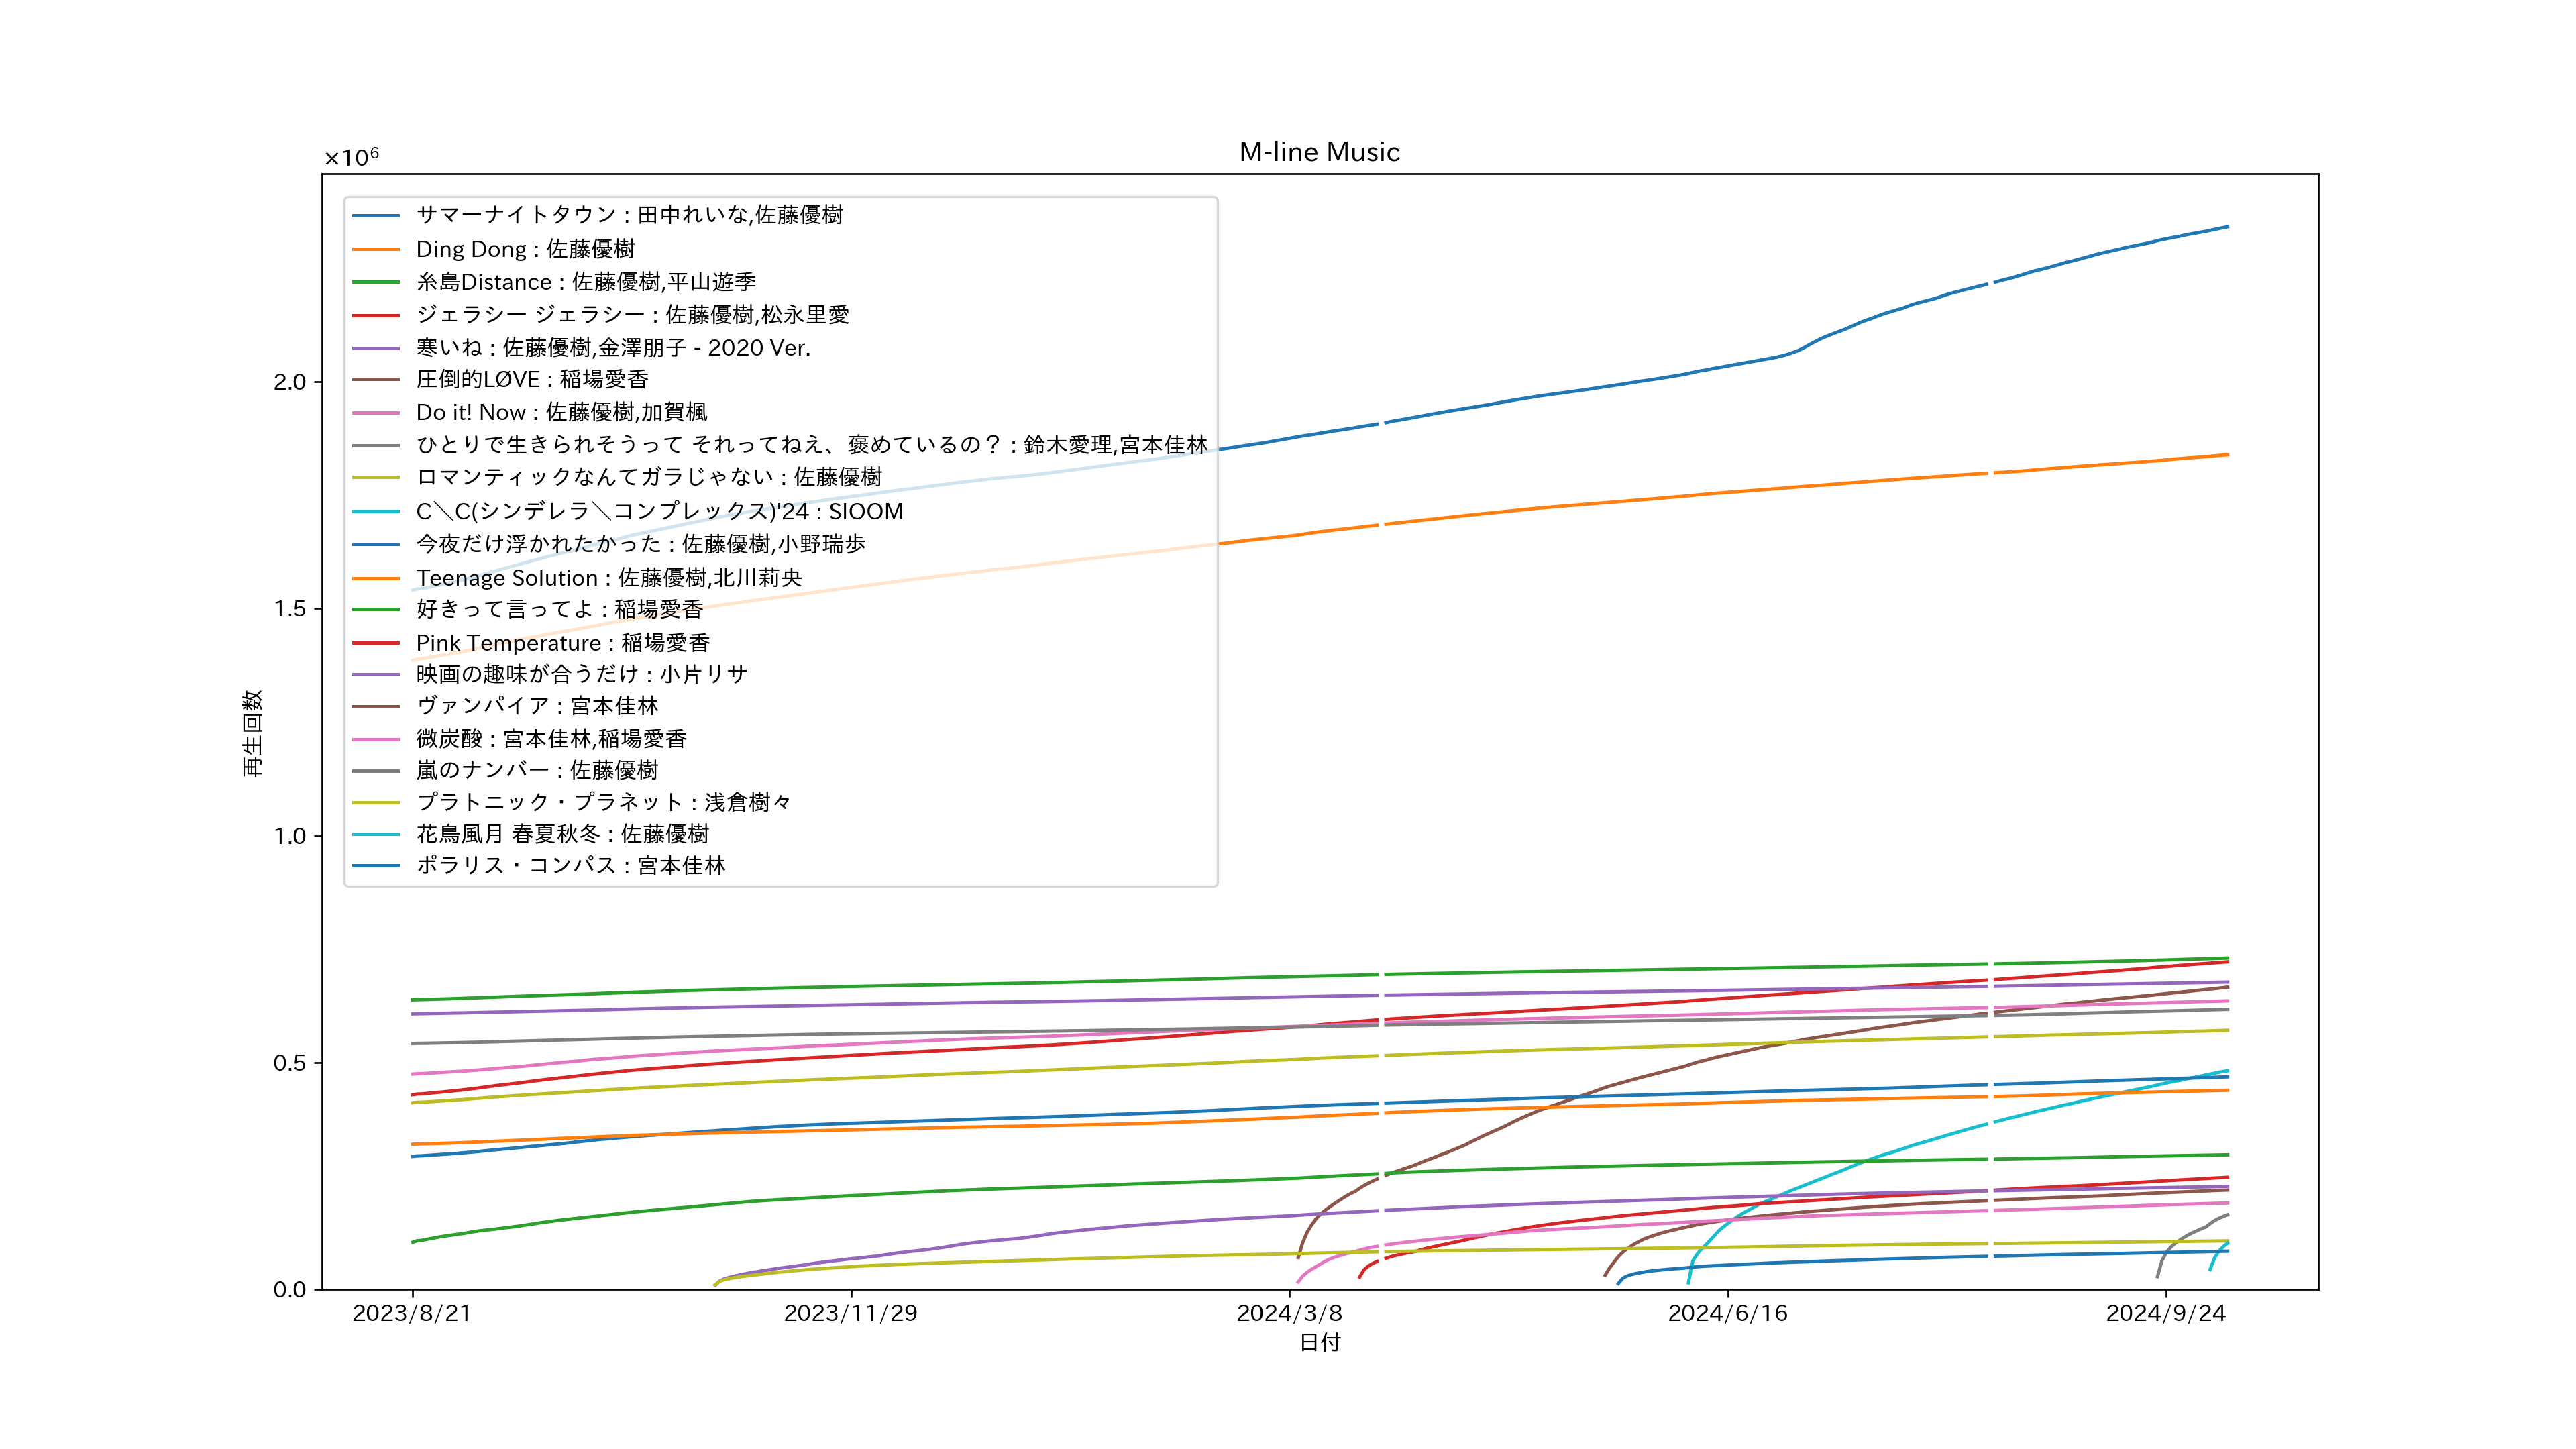 M-line Music
×10⁶
サマーナイトタウン : 田中れいな,佐藤優樹
Ding Dong : 佐藤優樹
糸島Distance : 佐藤優樹,平山遊季
ジェラシー ジェラシー : 佐藤優樹,松永里愛
寒いね : 佐藤優樹,金澤朋子 - 2020 Ver.
圧倒的LØVE : 稲場愛香
Do it! Now : 佐藤優樹,加賀楓
ひとりで生きられそうって それってねえ、褒めているの？ : 鈴木愛理,宮本佳林
ロマンティックなんてガラじゃない : 佐藤優樹
C＼C(シンデレラ＼コンプレックス)'24 : SIOOM
今夜だけ浮かれたかった : 佐藤優樹,小野瑞歩
Teenage Solution : 佐藤優樹,北川莉央
好きって言ってよ : 稲場愛香
Pink Temperature : 稲場愛香
映画の趣味が合うだけ : 小片リサ
ヴァンパイア : 宮本佳林
微炭酸 : 宮本佳林,稲場愛香
嵐のナンバー : 佐藤優樹
プラトニック・プラネット : 浅倉樹々
花鳥風月 春夏秋冬 : 佐藤優樹
ポラリス・コンパス : 宮本佳林
2.0
1.5
1.0
0.5
0.0
再生回数
2023/8/21
2023/11/29
2024/3/8
2024/6/16
2024/9/24
日付